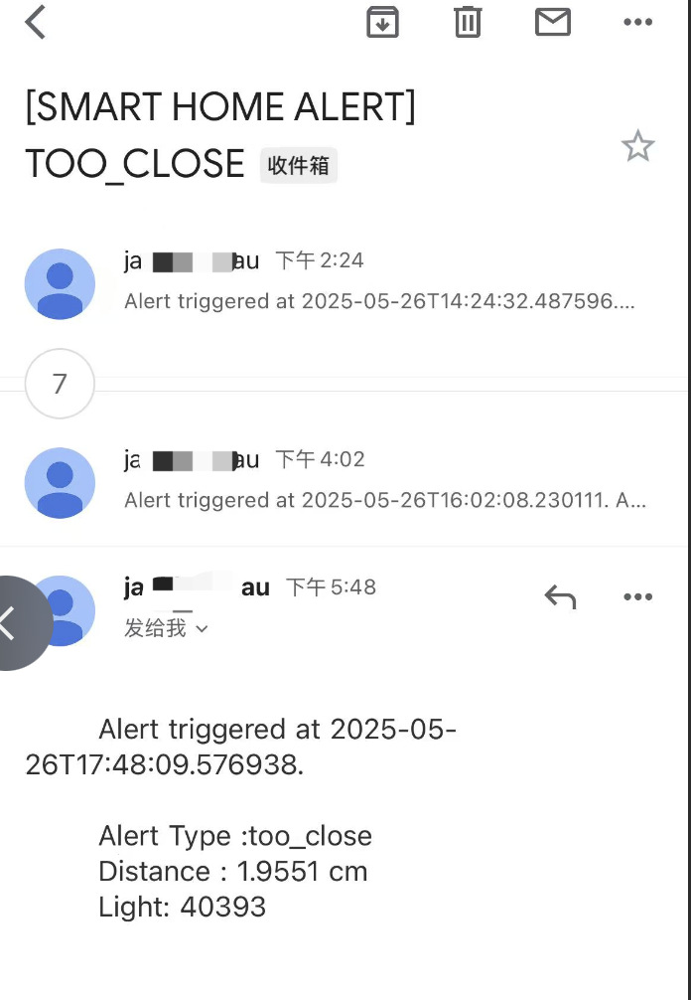 [SMART HOME ALERT]
TOO_CLOSE 收件箱
ja au 下午 2:24
Alert triggered at 2025-05-26T14:24:32.487596....
7
ja au 下午 4:02
Alert triggered at 2025-05-26T16:02:08.230111. A...
ja au 下午 5:48
发给我
Alert triggered at 2025-05-
26T17:48:09.576938.
Alert Type :too_close
Distance : 1.9551 cm
Light: 40393